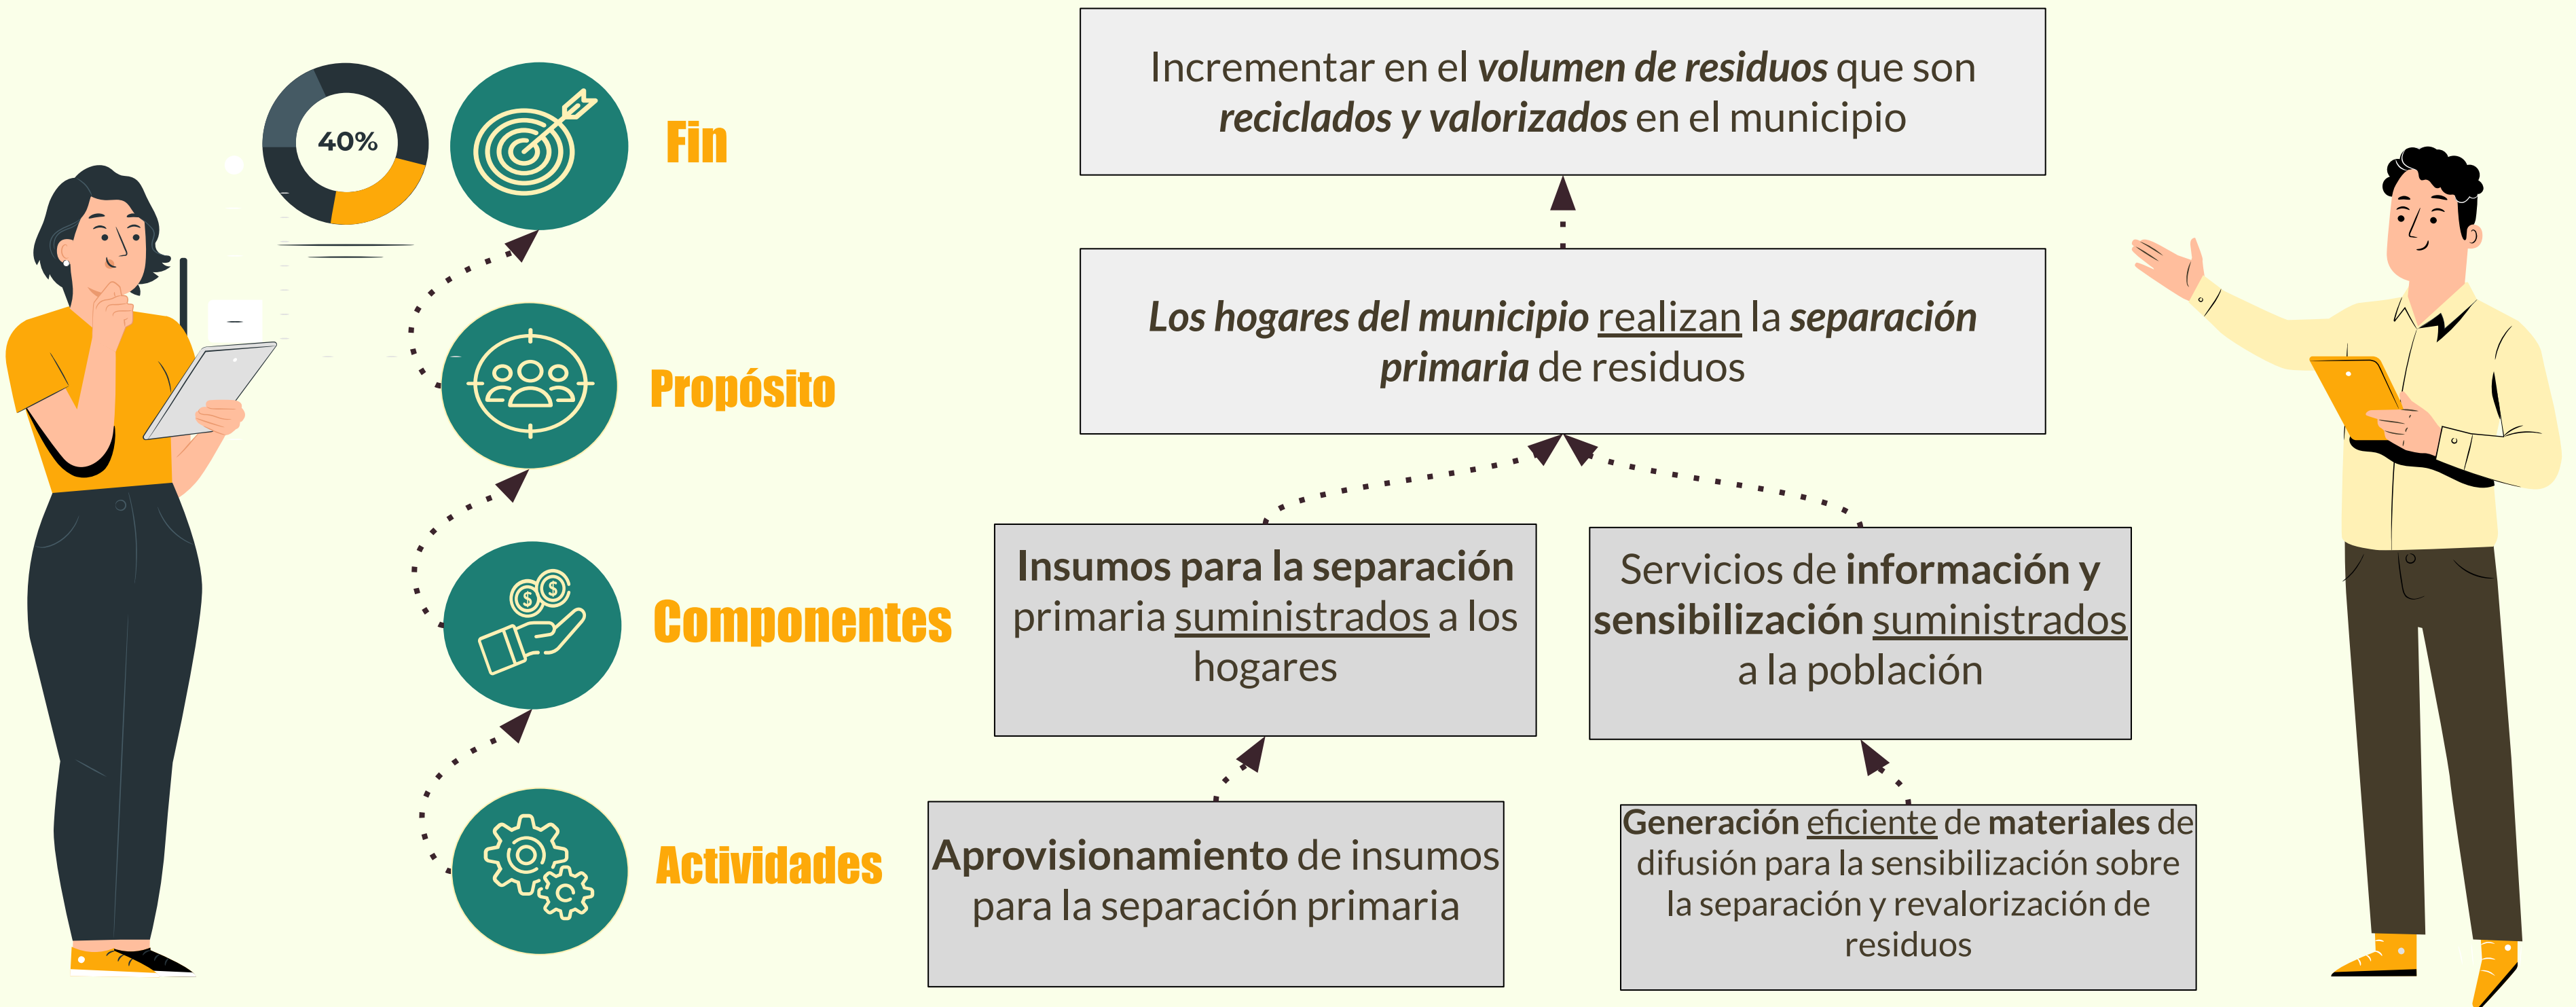 40%
Fin
Incrementar en el volumen de residuos que son
reciclados y valorizados en el municipio
Propósito
Los hogares del municipio realizan la separación
primaria de residuos
Componentes
Insumos para la separación
primaria suministrados a los
hogares
Servicios de información y
sensibilización suministrados
a la población
Actividades
Aprovisionamiento de insumos
para la separación primaria
Generación eficiente de materiales de
difusión para la sensibilización sobre
la separación y revalorización de
residuos